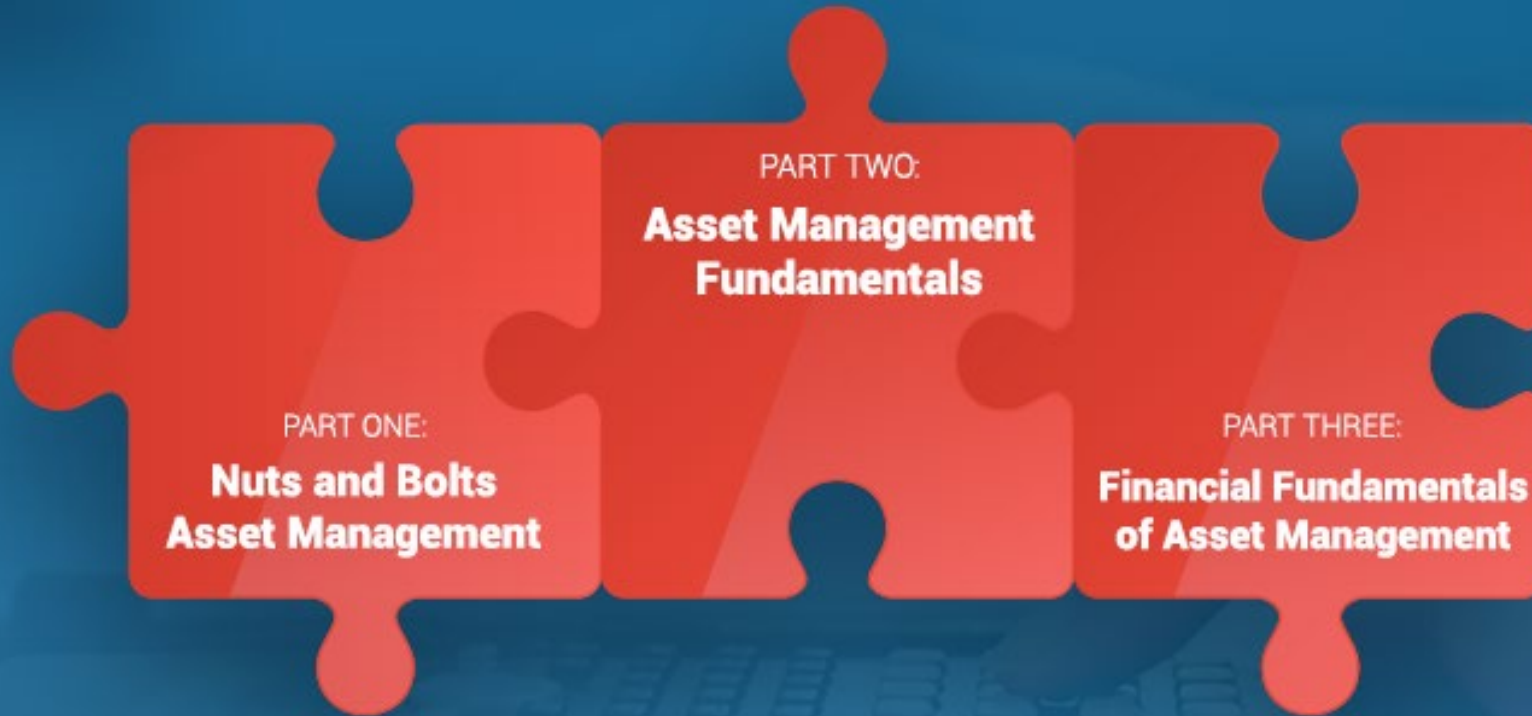 PART ONE:
Nuts and Bolts
Asset Management
PART TWO:
Asset Management
Fundamentals
PART THREE:
Financial Fundamentals
of Asset Management